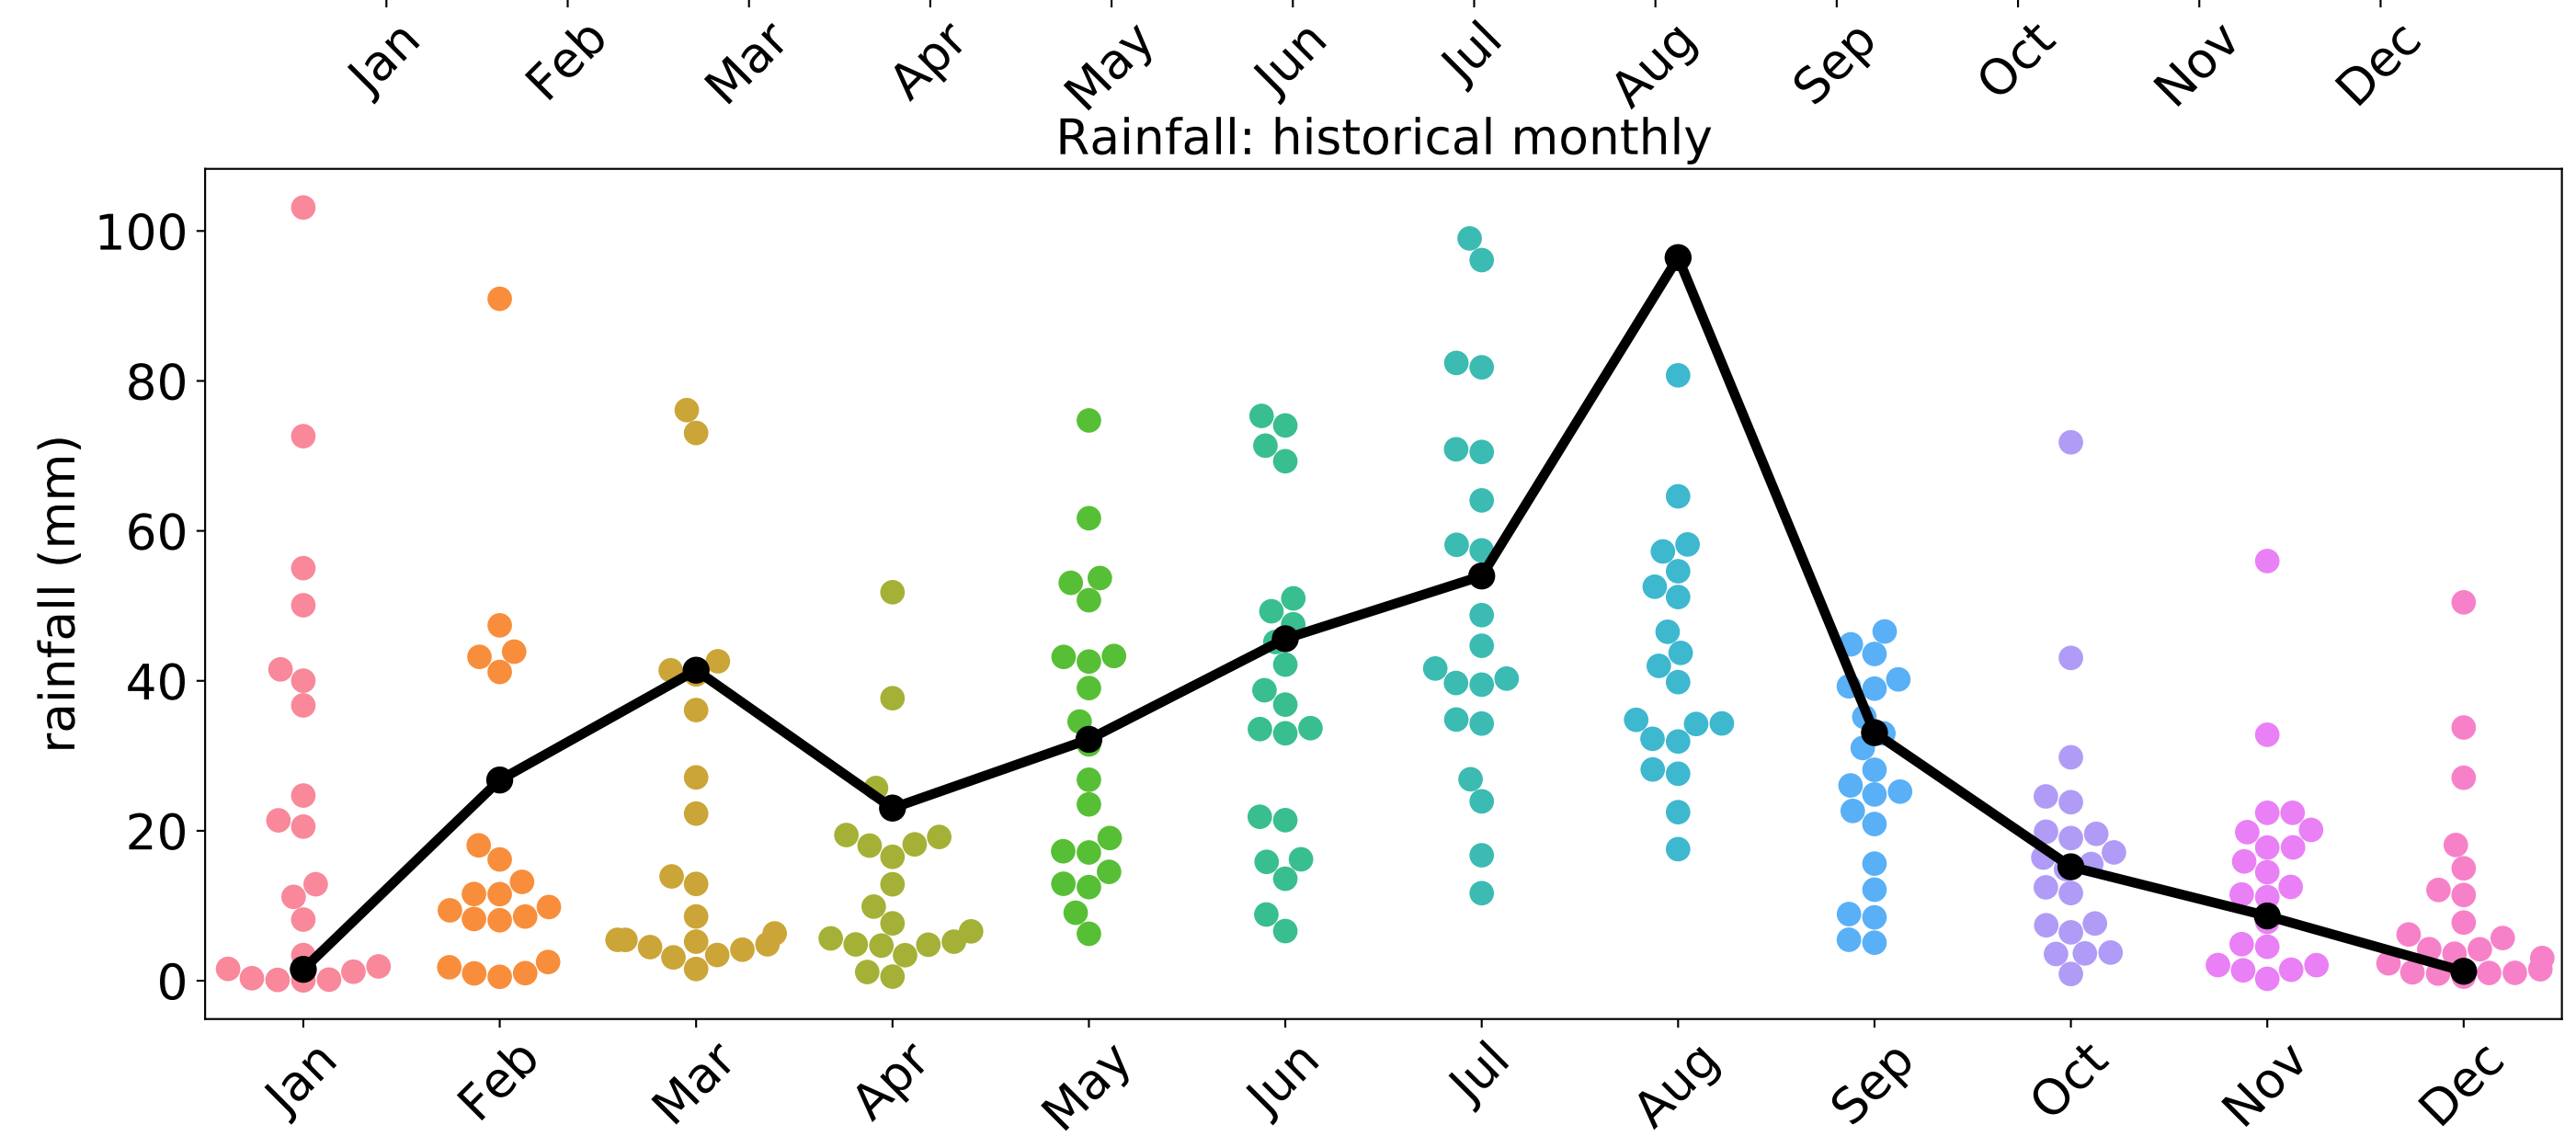 Jan Feb Mar Apr May Jun Jul Aug Sep Oct Nov Dec
Rainfall: historical monthly
100
80
60
40
20
0
rainfall (mm)
Jan Feb Mar Apr May Jun Jul Aug Sep Oct Nov Dec